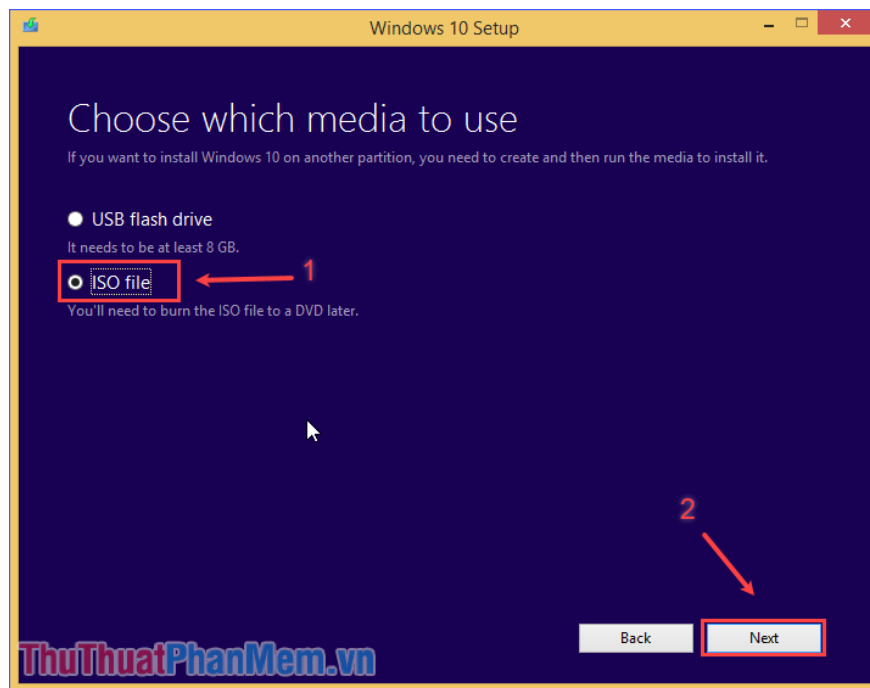 Windows 10 Setup
Choose which media to use
If you want to install Windows 10 on another partition, you need to create and then run the media to install it.
USB flash drive
It needs to be at least 8 GB.
ISO file
1
You'll need to burn the ISO file to a DVD later.
2
Back
Next
ThuThuatPhanMem.vn